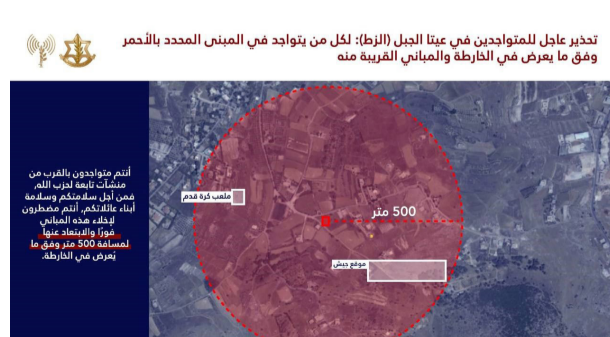 تحذير عاجل للمتواجدين في عيتا الجبل (الزط): لكل من يتواجد في المبنى المحدد بالأحمر
وفق ما يعرض في الخارطة والمباني القريبة منه
أنتم متواجدون بالقرب من
منشآت تابعة لحزب الله,
فمن أجل سلامتكم وسلامة
أبناء عائلاتكم, أنتم مضطرون
لإخلاء هذه المباني
فورًا والابتعاد عنها
لمسافة 500 متر وفق ما
يُعرض في الخارطة.
ملعب كرة قدم
500 متر
موقع جيش